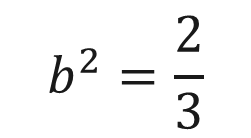 b² = 2/3